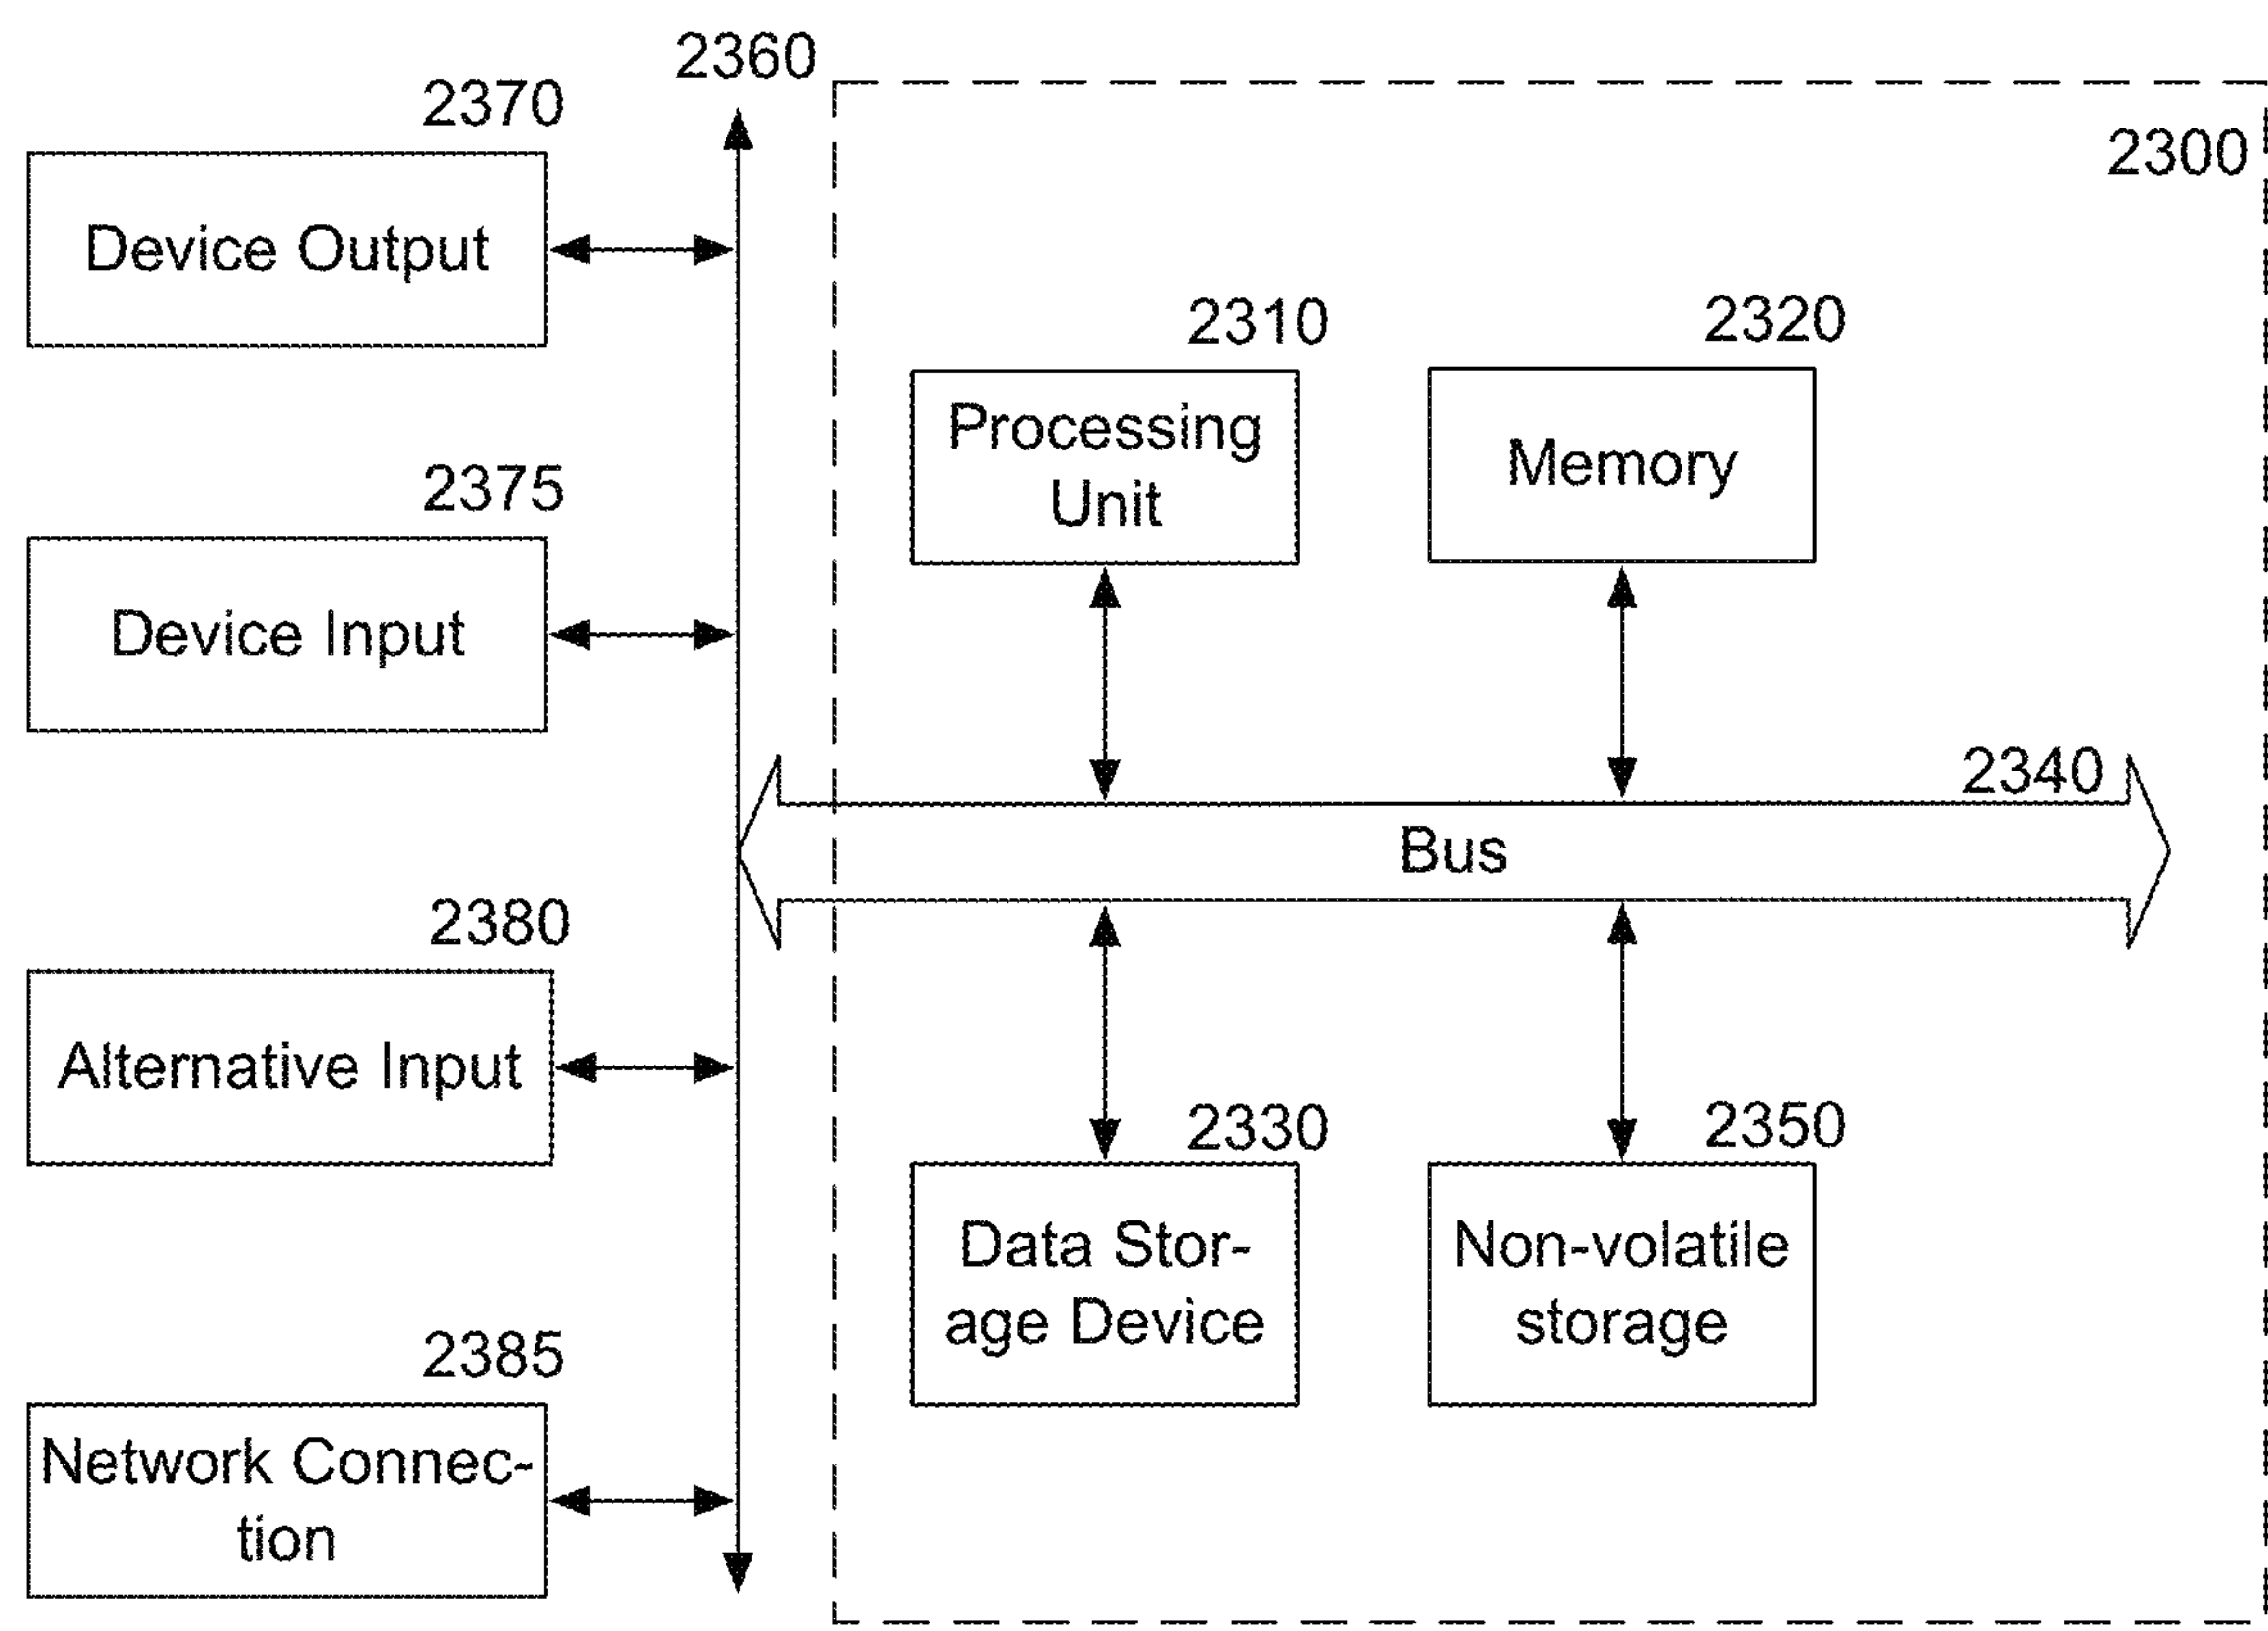 2360
2370
Device Output
2375
Device Input
2380
Alternative Input
2385
Network Connec-
tion
2300
2310
Processing
Unit
2320
Memory
2340
Bus
2330
Data Stor-
age Device
2350
Non-volatile
storage